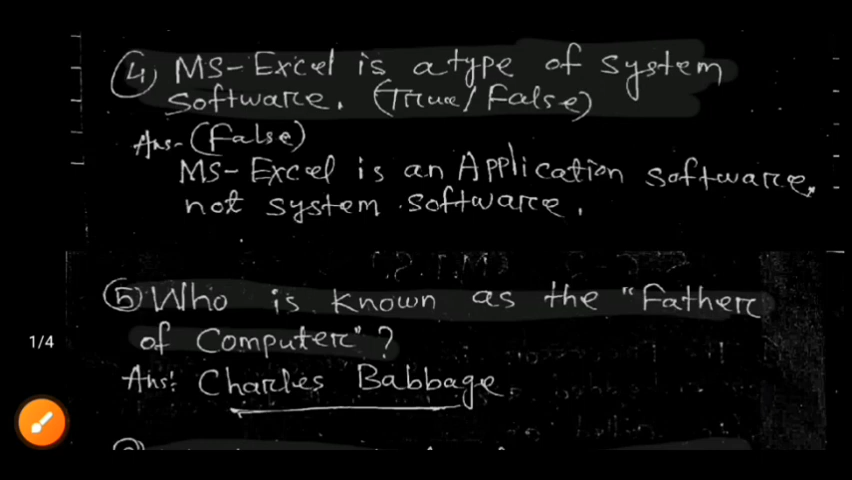 (4) MS-Excel is a type of system
software. (True/False)
Ans- (False)
MS-Excel is an Application software,
not system software.
(5) Who is known as the "Father
of Computer"?
1/4
Ans: Charles Babbage.